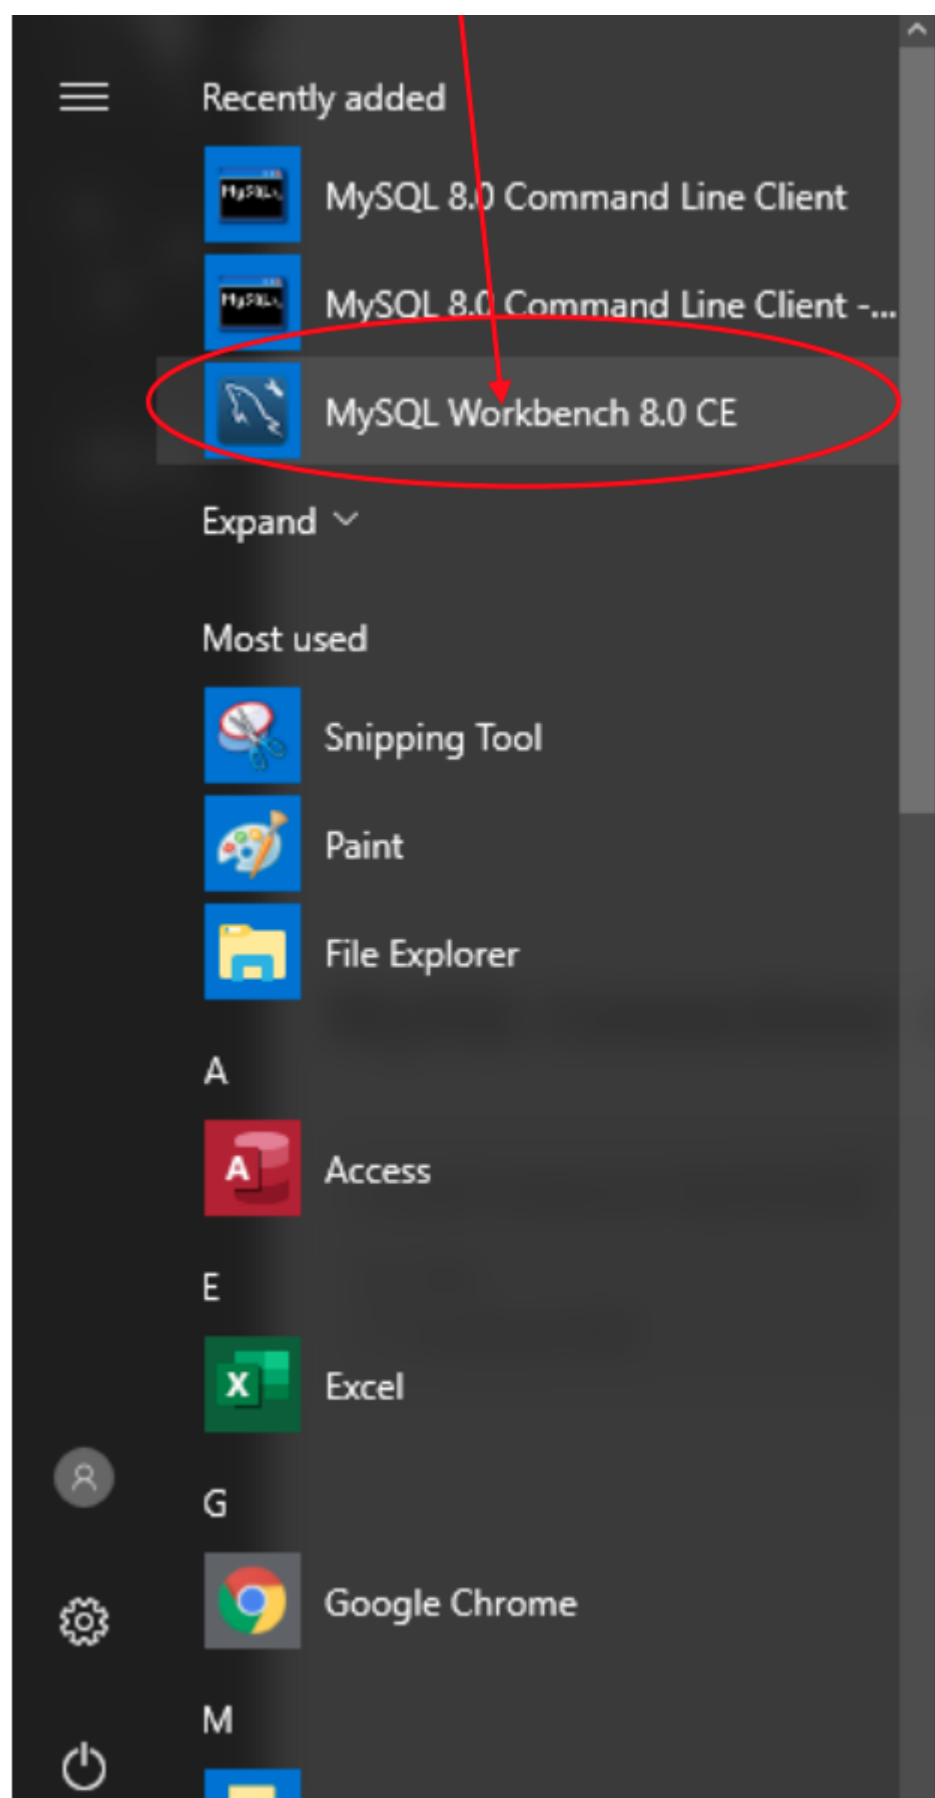 Recently added
MySQL 8.0 Command Line Client
MySQL 8.0 Command Line Client -...
MySQL Workbench 8.0 CE
Expand
Most used
Snipping Tool
Paint
File Explorer
A
Access
E
Excel
G
Google Chrome
M